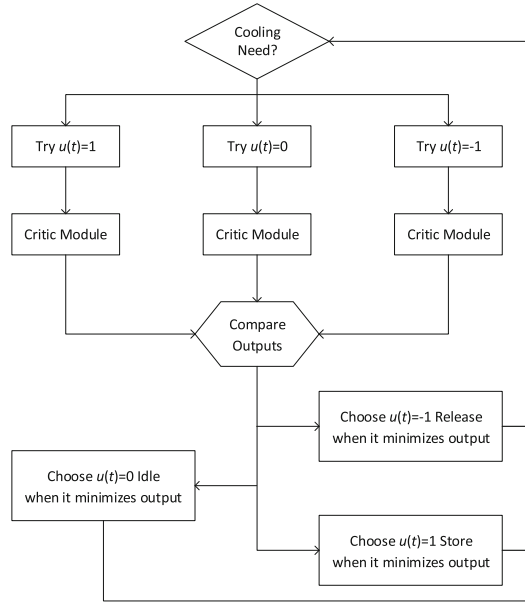 Cooling
Need?
Try u(t)=1
Try u(t)=0
Try u(t)=-1
Critic Module
Critic Module
Critic Module
Compare
Outputs
Choose u(t)=-1 Release
when it minimizes output
Choose u(t)=0 Idle
when it minimizes output
Choose u(t)=1 Store
when it minimizes output